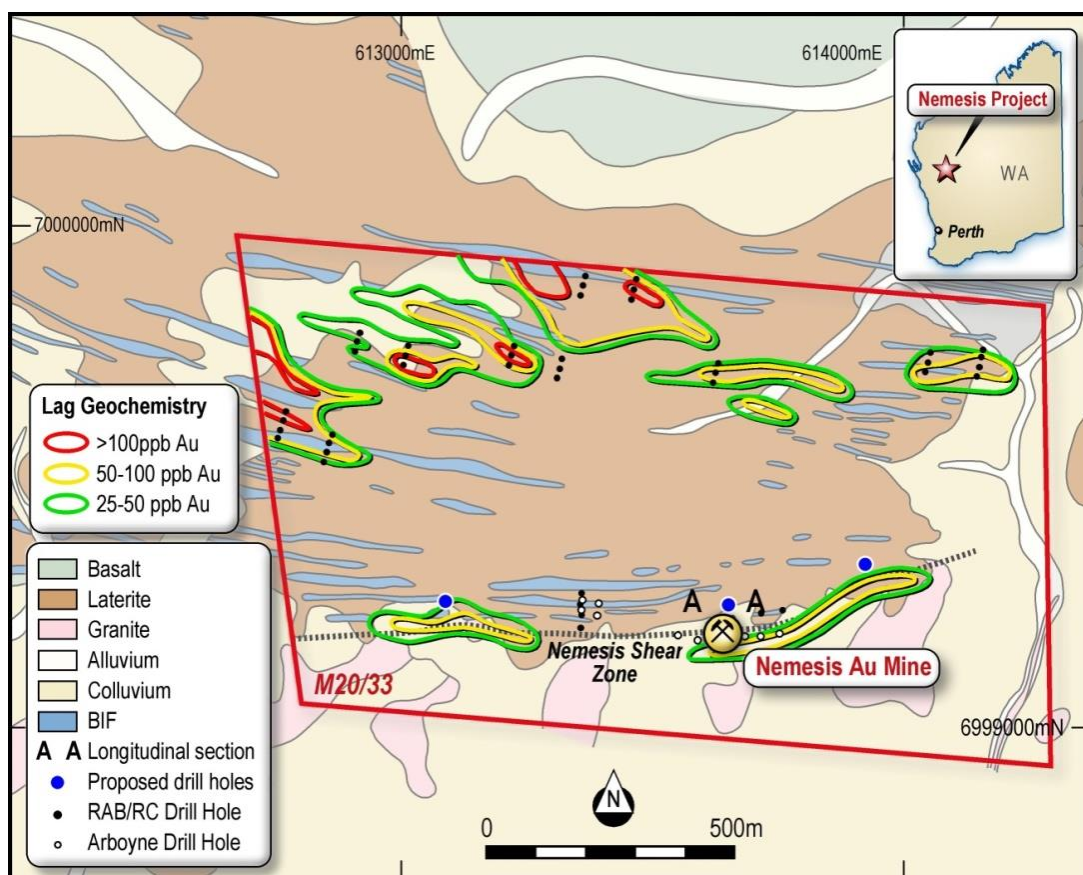 613000mE
614000mE
Nemesis Project
WA
Perth
7000000mN
Lag Geochemistry
>100ppb Au
50-100 ppb Au
25-50 ppb Au
Basalt
Laterite
Granite
Alluvium
Colluvium
BIF
A A Longitudinal section
Proposed drill holes
RAB/RC Drill Hole
Arboyne Drill Hole
A A
Nemesis Shear
Zone
Nemesis Au Mine
M20/33
6999000mN
N
0 500m